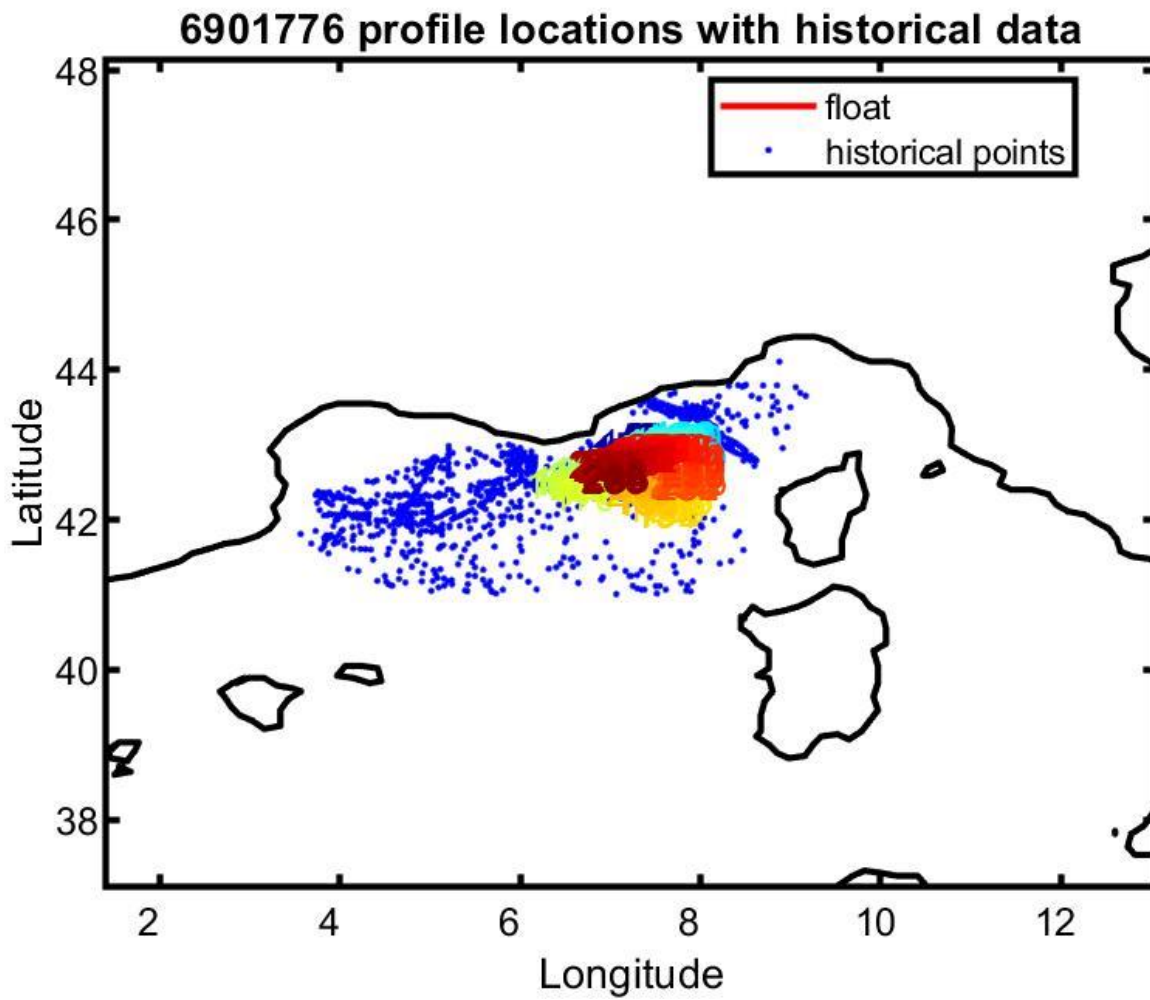 6901776 profile locations with historical data
float
historical points
48
46
44
42
40
38
Latitude
2 4 6 8 10 12
Longitude